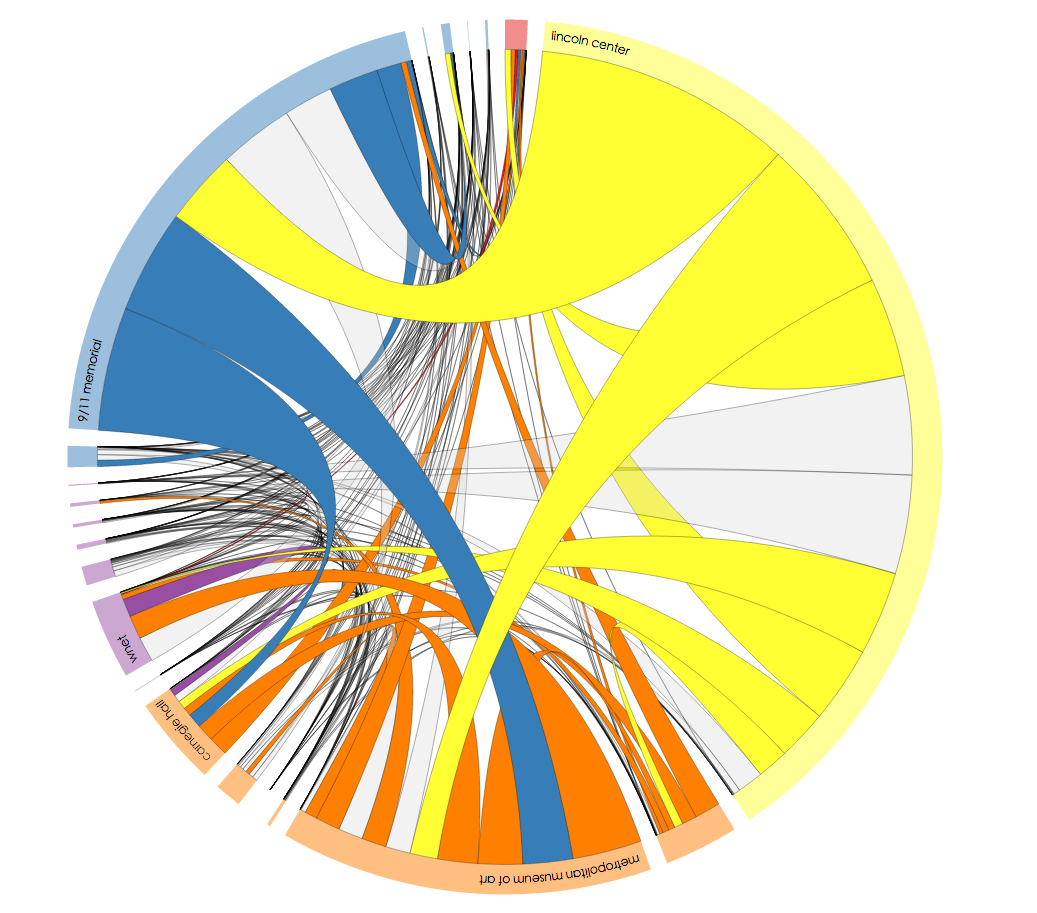 lincoln center
9/11 memorial
wnet
carnegie hall
metropolitan museum of art